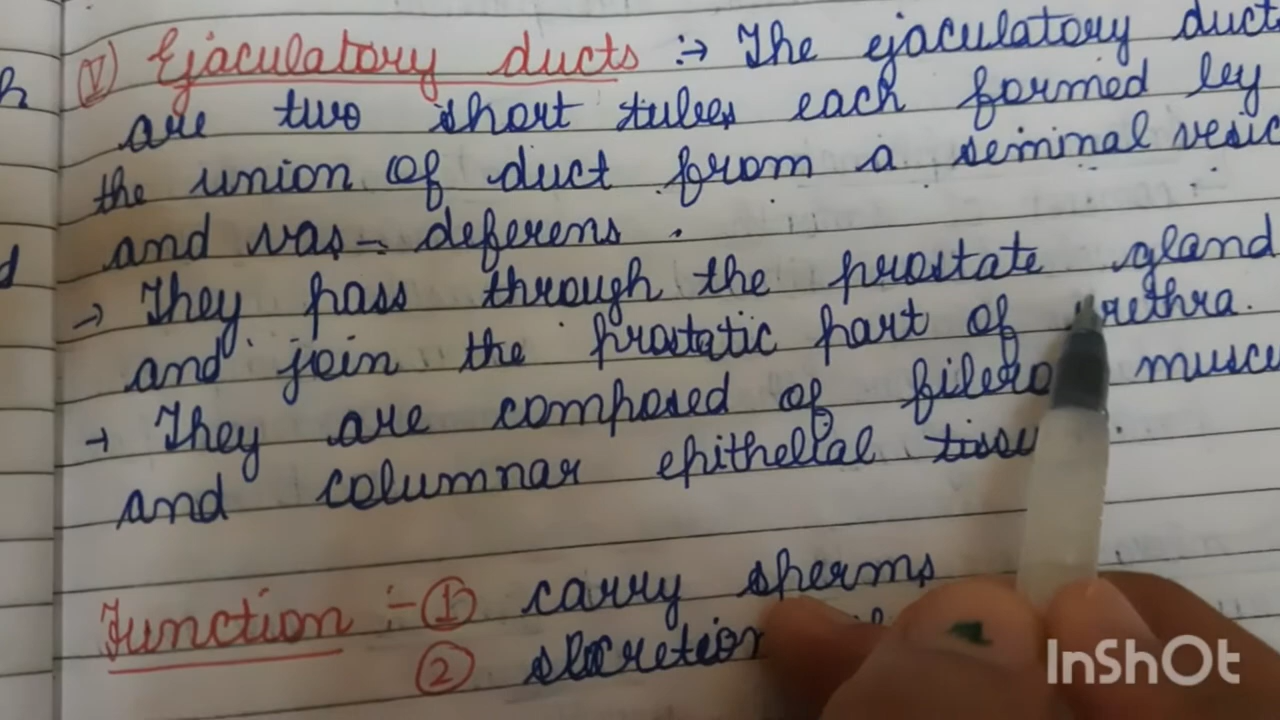 (V) Ejaculatory ducts :→ The ejaculatory duct
are two short tubes each formed by
the union of duct from a seminal vesic
and vas - deferens .
→ They pass through the prostate gland
and join the prostatic part of urethra.
→ They are composed of fibro muscu
and columnar epithelial tissu
Function :- ① carry sperms
② secretion
InShOt